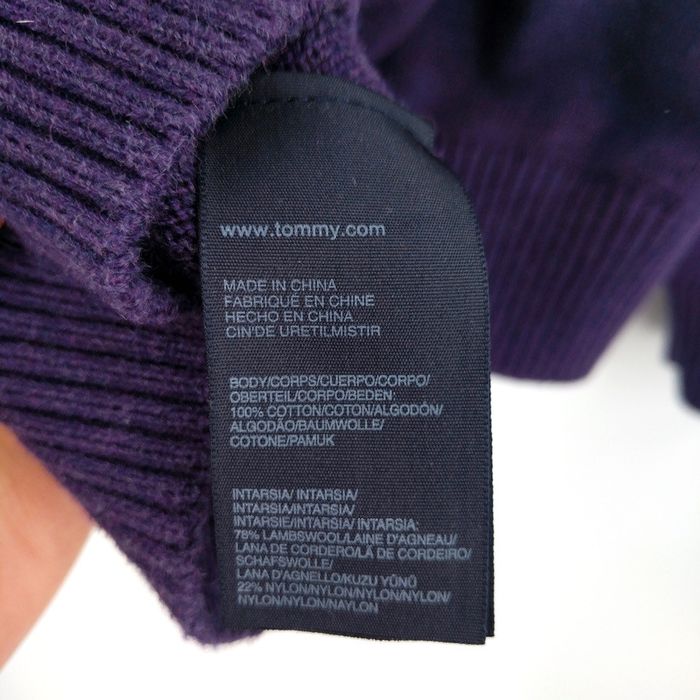 www.tommy.com
MADE IN CHINA
FABRIQUÉ EN CHINE
HECHO EN CHINA
CIN'DE URETILMISTIR
BODY/CORPS/CUERPO/CORPO/
OBERTEIL/CORPO/BEDEN:
100% COTTON/COTON/ALGODÓN/
ALGODÃO/BAUMWOLLE/
COTONE/PAMUK
INTARSIA/ INTARSIA/
INTARSIA/INTARSIA/
INTARSIE/INTARSIA/ INTARSIA:
78% LAMBSWOOL/LAINE D'AGNEAU/
LANA DE CORDERO/LÃ DE CORDEIRO/
SCHAFSWOLLE/
LANA D'AGNELLO/KUZU YÜNÜ
22% NYLON/NYLON/NYLON/NYLON/
NYLON/NYLON/NAYLON